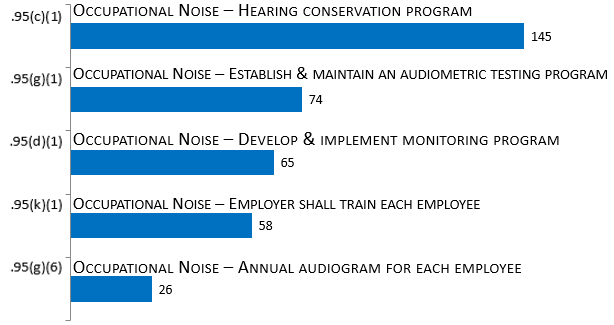 .95(c)(1) Occupational Noise – Hearing conservation program
145
.95(g)(1) Occupational Noise – Establish & maintain an audiometric testing program
74
.95(d)(1) Occupational Noise – Develop & implement monitoring program
65
.95(k)(1) Occupational Noise – Employer shall train each employee
58
.95(g)(6) Occupational Noise – Annual audiogram for each employee
26